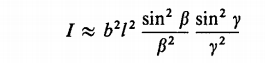 I ≈ b²l² sin² β / β² sin² γ / γ²